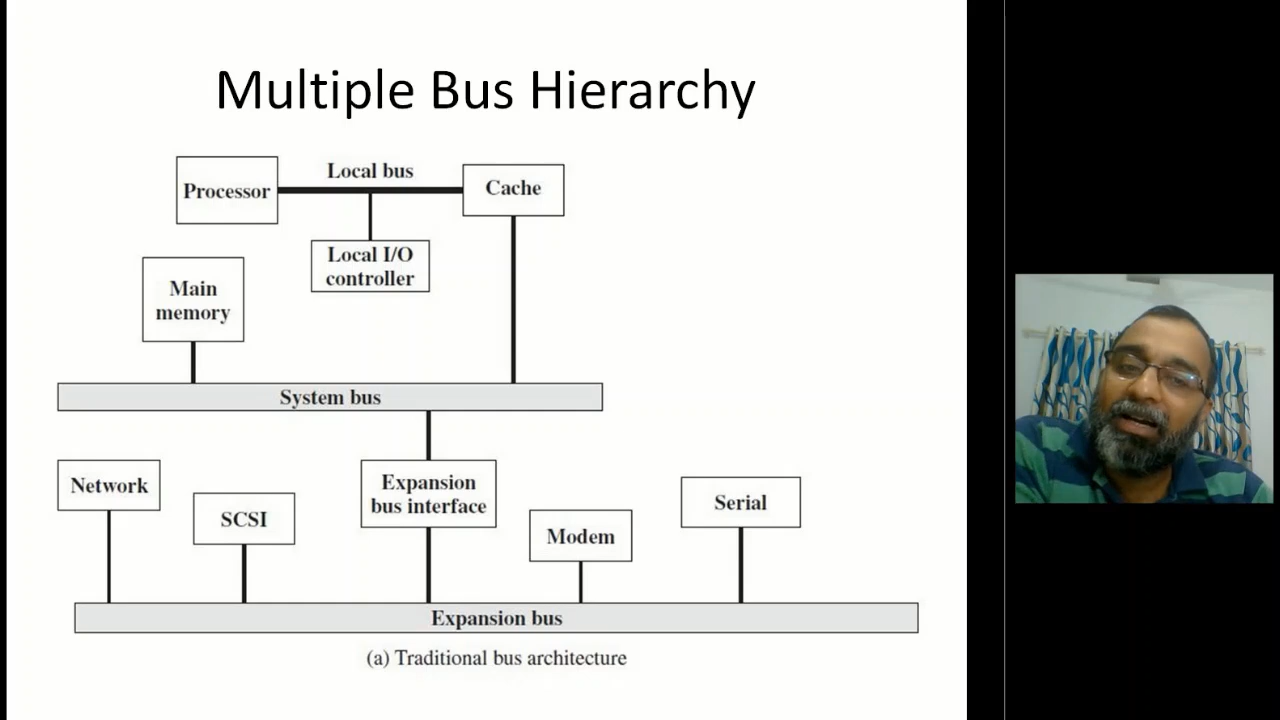 Multiple Bus Hierarchy
Processor
Local bus
Cache
Local I/O
controller
Main
memory
System bus
Network
SCSI
Expansion
bus interface
Modem
Serial
Expansion bus
(a) Traditional bus architecture